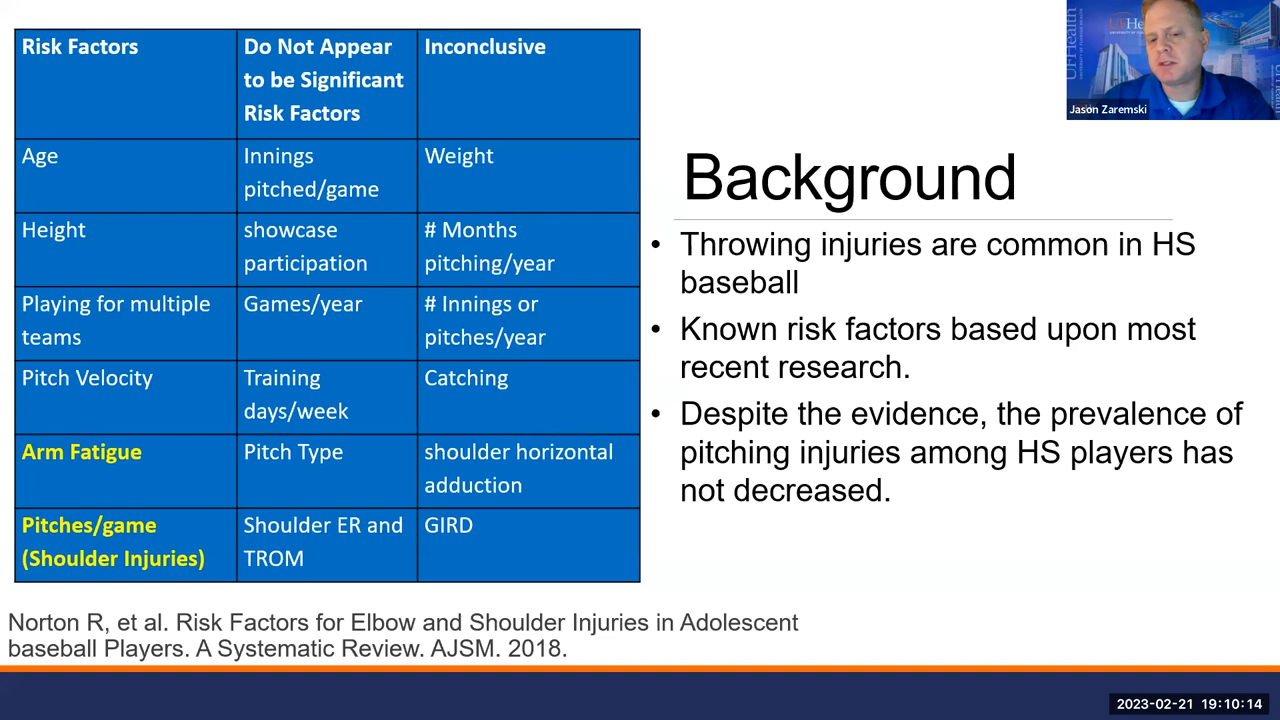 Risk Factors
Do Not Appear
to be Significant
Risk Factors
Inconclusive
Age
Innings
pitched/game
Weight
Height
showcase
participation
# Months
pitching/year
Playing for multiple
teams
Games/year
# Innings or
pitches/year
Pitch Velocity
Training
days/week
Catching
Arm Fatigue
Pitch Type
shoulder horizontal
adduction
Pitches/game
(Shoulder Injuries)
Shoulder ER and
TROM
GIRD
UFHealth
Jason Zaremski
Background
• Throwing injuries are common in HS
baseball
• Known risk factors based upon most
recent research.
• Despite the evidence, the prevalence of
pitching injuries among HS players has
not decreased.
Norton R, et al. Risk Factors for Elbow and Shoulder Injuries in Adolescent
baseball Players. A Systematic Review. AJSM. 2018.
2023-02-21 19:10:14